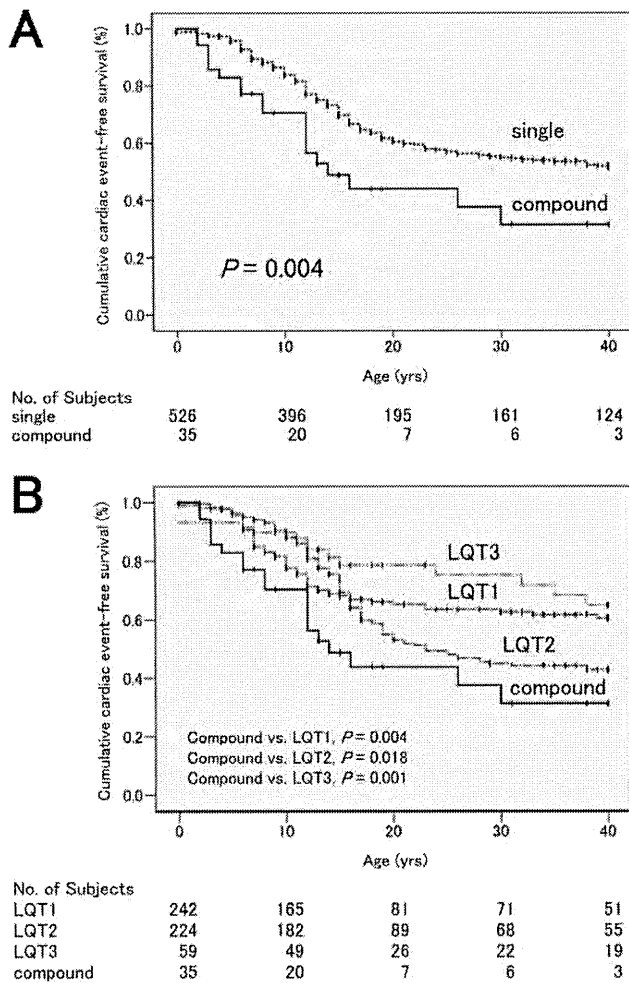 A
Cumulative cardiac event-free survival (%)
1.0
0.8
0.6
0.4
0.2
0.0
single
compound
P = 0.004
0 10 20 30 40
Age (yrs)
No. of Subjects
single 526 396 195 161 124
compound 35 20 7 6 3
B
Cumulative cardiac event-free survival (%)
1.0
0.8
0.6
0.4
0.2
0.0
LQT3
LQT1
LQT2
compound
Compound vs. LQT1, P = 0.004
Compound vs. LQT2, P = 0.018
Compound vs. LQT3, P = 0.001
0 10 20 30 40
Age (yrs)
No. of Subjects
LQT1 242 165 81 71 51
LQT2 224 182 89 68 55
LQT3 59 49 26 22 19
compound 35 20 7 6 3